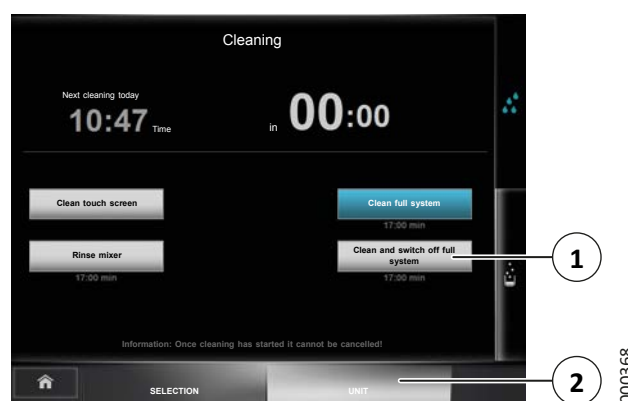 Cleaning
Next cleaning today
10:47 Time
in 00:00
Clean touch screen
Clean full system
17:00 min
Rinse mixer
17:00 min
Clean and switch off full
system
17:00 min
1
Information: Once cleaning has started it cannot be cancelled!
SELECTION
UNIT
2
000368